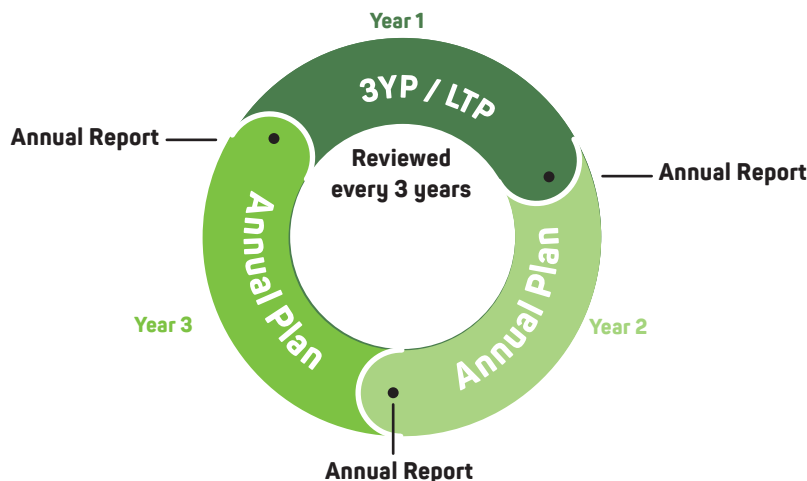 Year 1
3YP / LTP
Annual Report
Reviewed
every 3 years
Annual Report
Annual Plan
Annual Plan
Year 3
Year 2
Annual Report